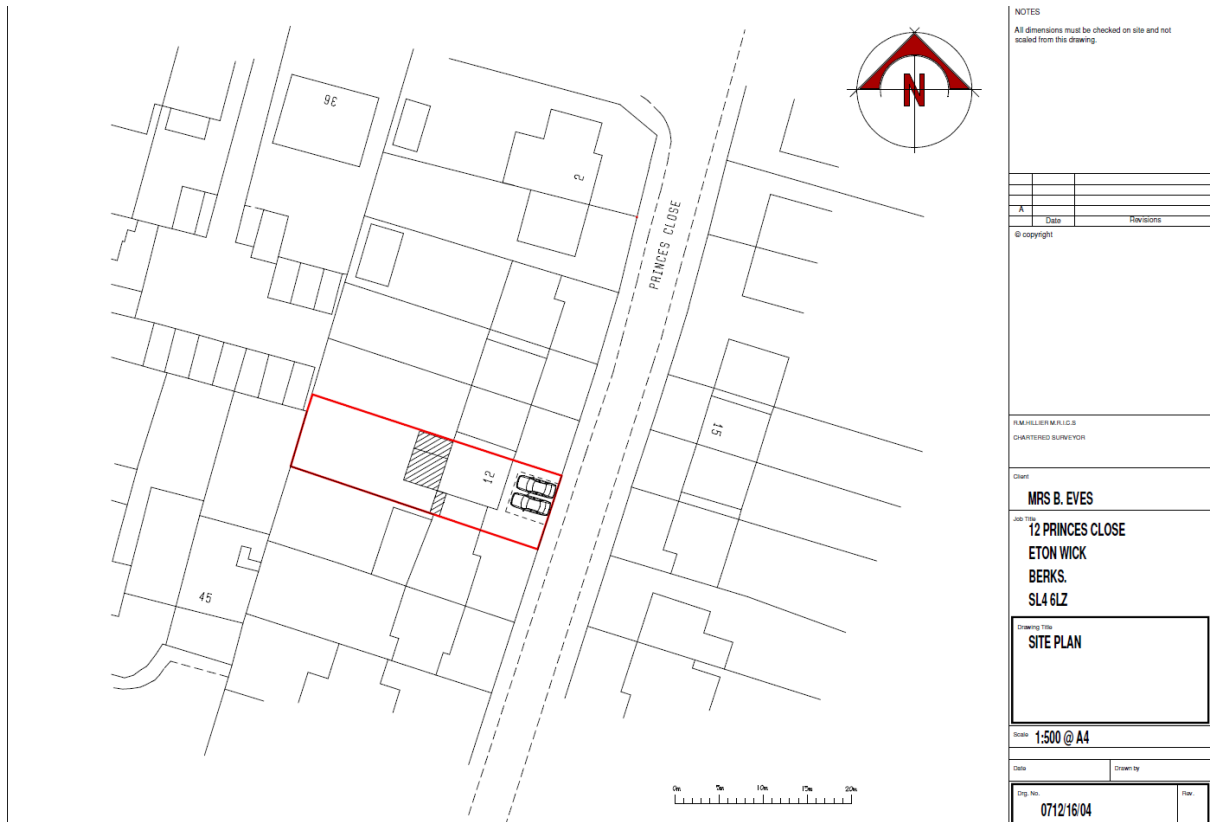 36
2
PRINCES CLOSE
15
12
45
N
0m 5m 10m 15m 20m
NOTES
All dimensions must be checked on site and not
scaled from this drawing.
A
Date Revisions
@ copyright
R.M.HILLIER M.R.I.C.S
CHARTERED SURVEYOR
Client
MRS B. EVES
Job Title
12 PRINCES CLOSE
ETON WICK
BERKS.
SL4 6LZ
Drawing Title
SITE PLAN
Scale 1:500 @ A4
Date Drawn by
Drg. No. Rev.
0712/16/04